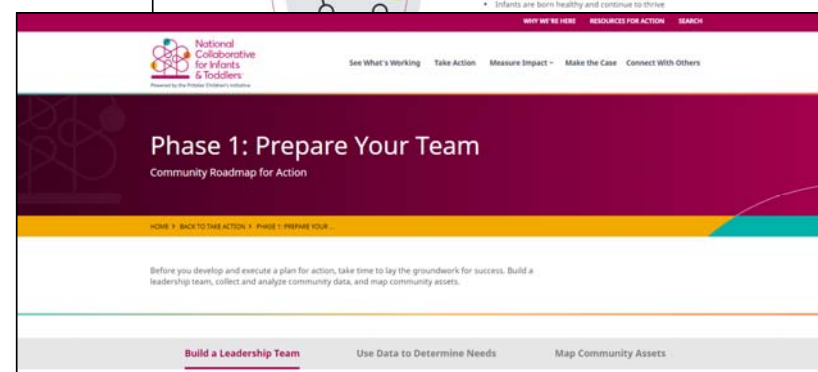 • Infants are born healthy and continue to thrive
WHY WE'RE HERE RESOURCES FOR ACTION SEARCH
National
Collaborative
for Infants
& Toddlers
Powered by the Pritzker Children's Initiative
See What's Working Take Action Measure Impact Make the Case Connect With Others
Phase 1: Prepare Your Team
Community Roadmap for Action
HOME > BACK TO TAKE ACTION > PHASE 1: PREPARE YOUR ...
Before you develop and execute a plan for action, take time to lay the groundwork for success. Build a
leadership team, collect and analyze community data, and map community assets.
Build a Leadership Team Use Data to Determine Needs Map Community Assets